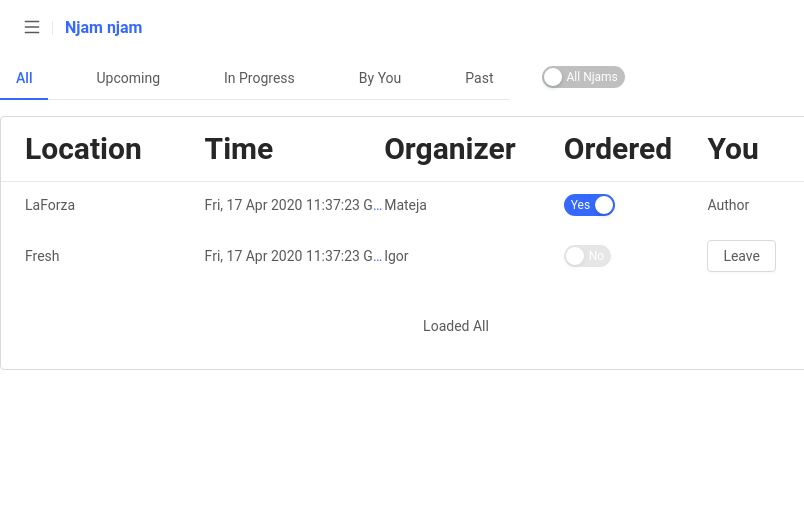 Njam njam
All Upcoming In Progress By You Past All Njams
Location Time Organizer Ordered You
LaForza Fri, 17 Apr 2020 11:37:23 G... Mateja Yes Author
Fresh Fri, 17 Apr 2020 11:37:23 G... Igor No Leave
Loaded All